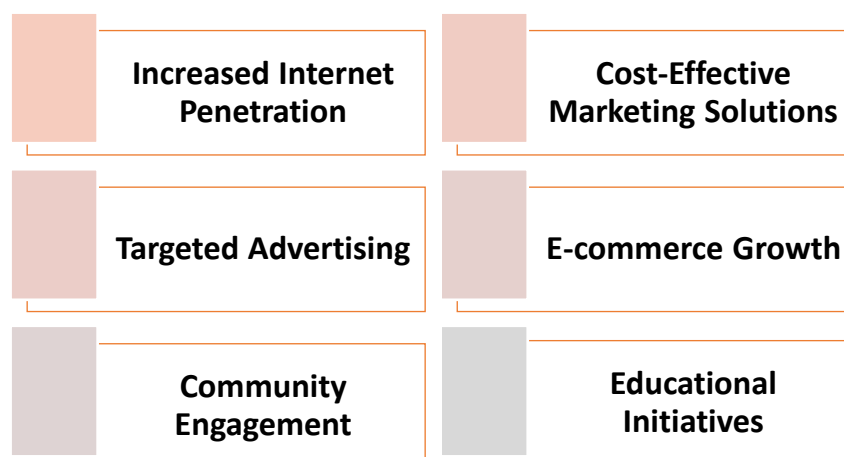 Increased Internet
Penetration
Cost-Effective
Marketing Solutions
Targeted Advertising
E-commerce Growth
Community
Engagement
Educational
Initiatives